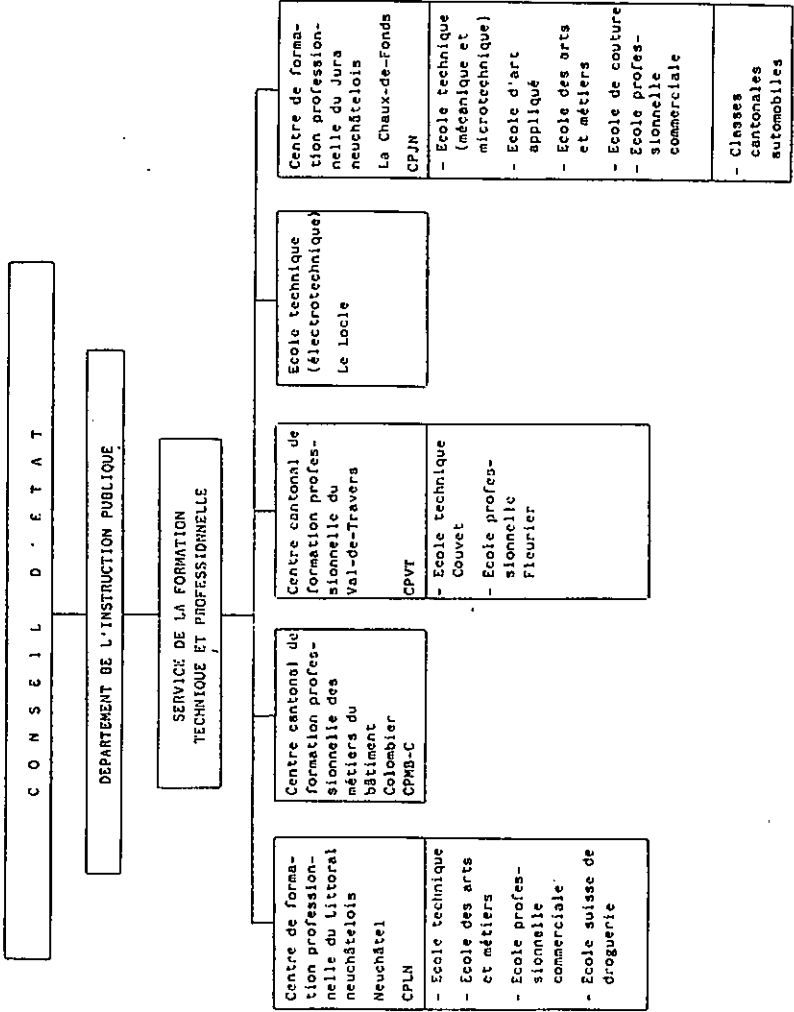 CONSEIL D'ETAT
DEPARTEMENT DE L'INSTRUCTION PUBLIQUE
SERVICE DE LA FORMATION
TECHNIQUE ET PROFESSIONNELLE
Centre de forma-
tion profession-
nelle du Littoral
neuchâtelois
Neuchâtel
CPLN
- Ecole technique
- Ecole des arts
et métiers
- Ecole profes-
sionnelle
commerciale
- Ecole suisse de
droguerie
Centre cantonal de
formation profes-
sionnelle des
métiers du
bâtiment
Colombier
CPMB-C
Centre cantonal de
formation profes-
sionnelle du
Val-de-Travers
CPVT
- Ecole technique
Couvet
- Ecole profes-
sionnelle
Fleurier
Ecole technique
(électrotechnique)
Le Locle
Centre de forma-
tion profession-
nelle du Jura
neuchâtelois
La Chaux-de-Fonds
CPJN
- Ecole technique
(mécanique et
microtechnique)
- Ecole d'art
appliqué
- Ecole des arts
et métiers
- Ecole de couture
- Ecole profes-
sionnelle
commerciale
- Classes
cantonales
automobiles